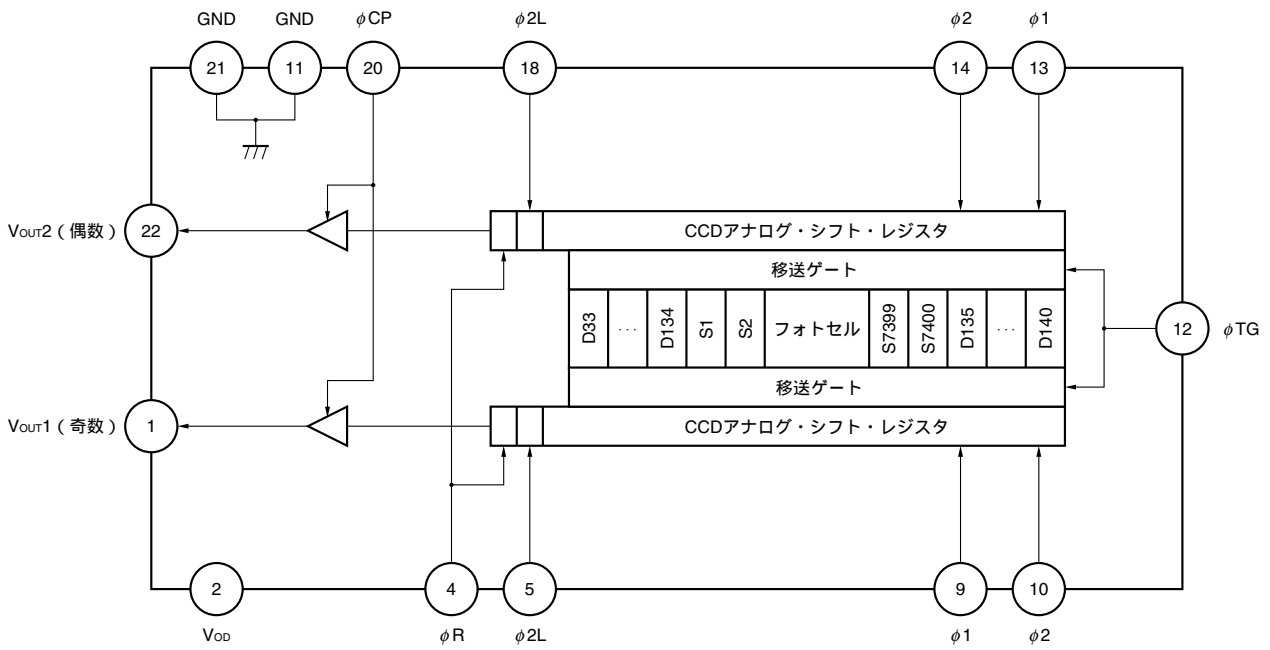 GND GND φCP φ2L φ2 φ1
21 11 20 18 14 13
VOUT2（偶数） 22
CCDアナログ・シフト・レジスタ
移送ゲート
D33 ··· D134 S1 S2 フォトセル S7399 S7400 D135 ··· D140
12 φTG
移送ゲート
VOUT1（奇数） 1
CCDアナログ・シフト・レジスタ
2 4 5 9 10
VOD φR φ2L φ1 φ2